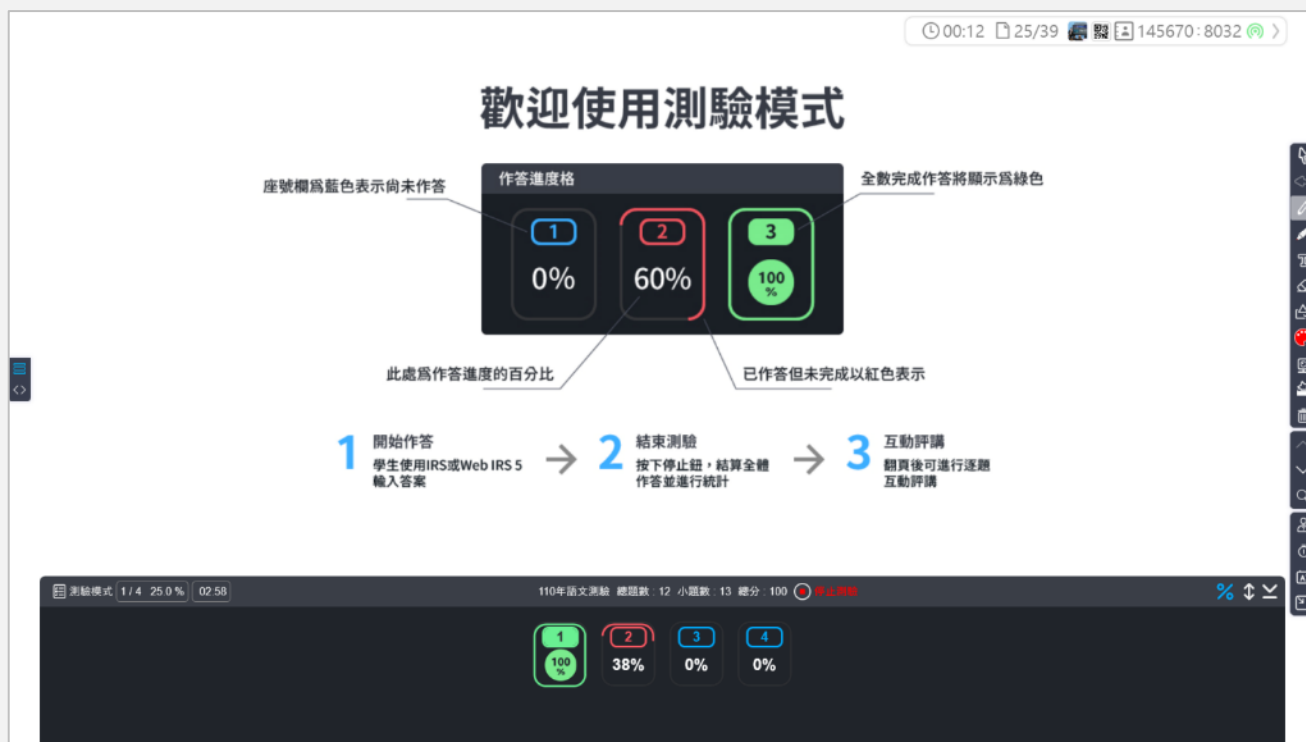 00:12 25/39 145670:8032
歡迎使用測驗模式
座號欄爲藍色表示尚未作答
作答進度格
全數完成作答將顯示爲綠色
1 2 3
0% 60% 100%
此處爲作答進度的百分比
已作答但未完成以紅色表示
1 開始作答
學生使用IRS或Web IRS 5
輸入答案
2 結束測驗
按下停止鈕，結算全體
作答並進行統計
3 互動評講
翻頁後可進行逐題
互動評講
測驗模式 1 / 4 25.0 % 02:58
110年語文測驗 總題數 : 12 小題數 : 13 總分 : 100 停止測驗
1 2 3 4
100% 38% 0% 0%